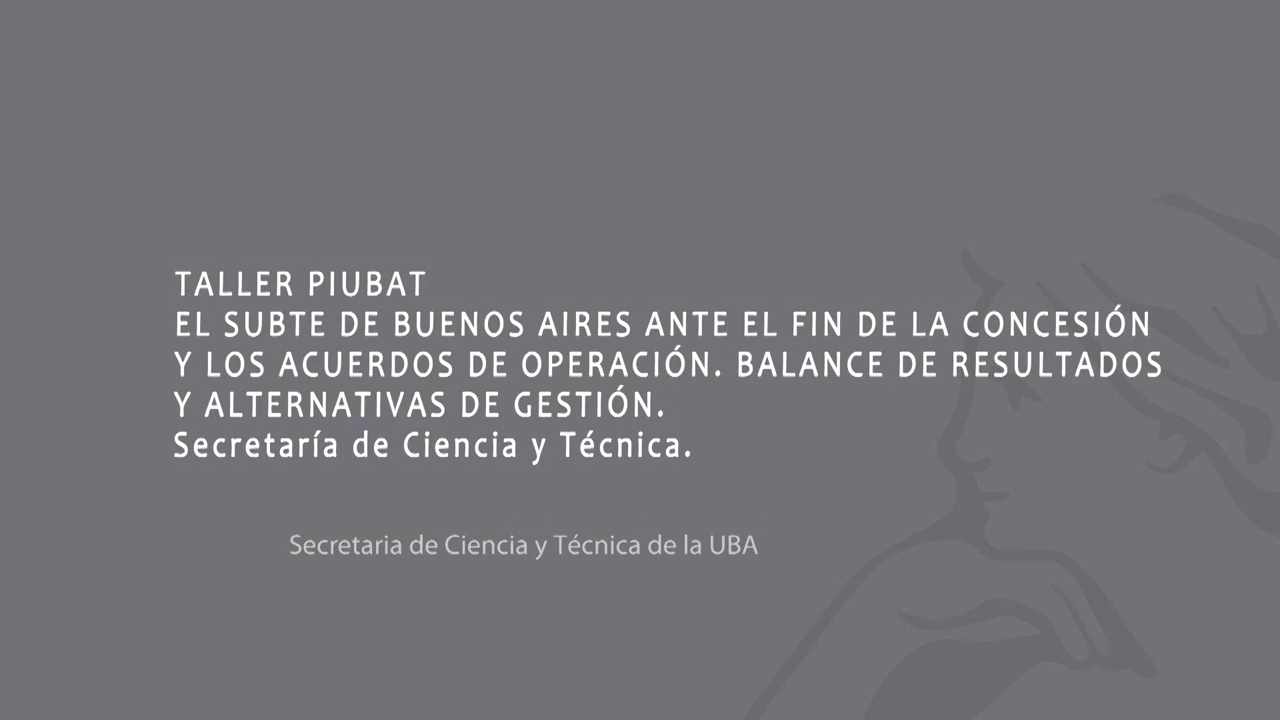 TALLER PIUBAT
EL SUBTE DE BUENOS AIRES ANTE EL FIN DE LA CONCESIÓN
Y LOS ACUERDOS DE OPERACIÓN. BALANCE DE RESULTADOS
Y ALTERNATIVAS DE GESTIÓN.
Secretaría de Ciencia y Técnica.
Secretaria de Ciencia y Técnica de la UBA